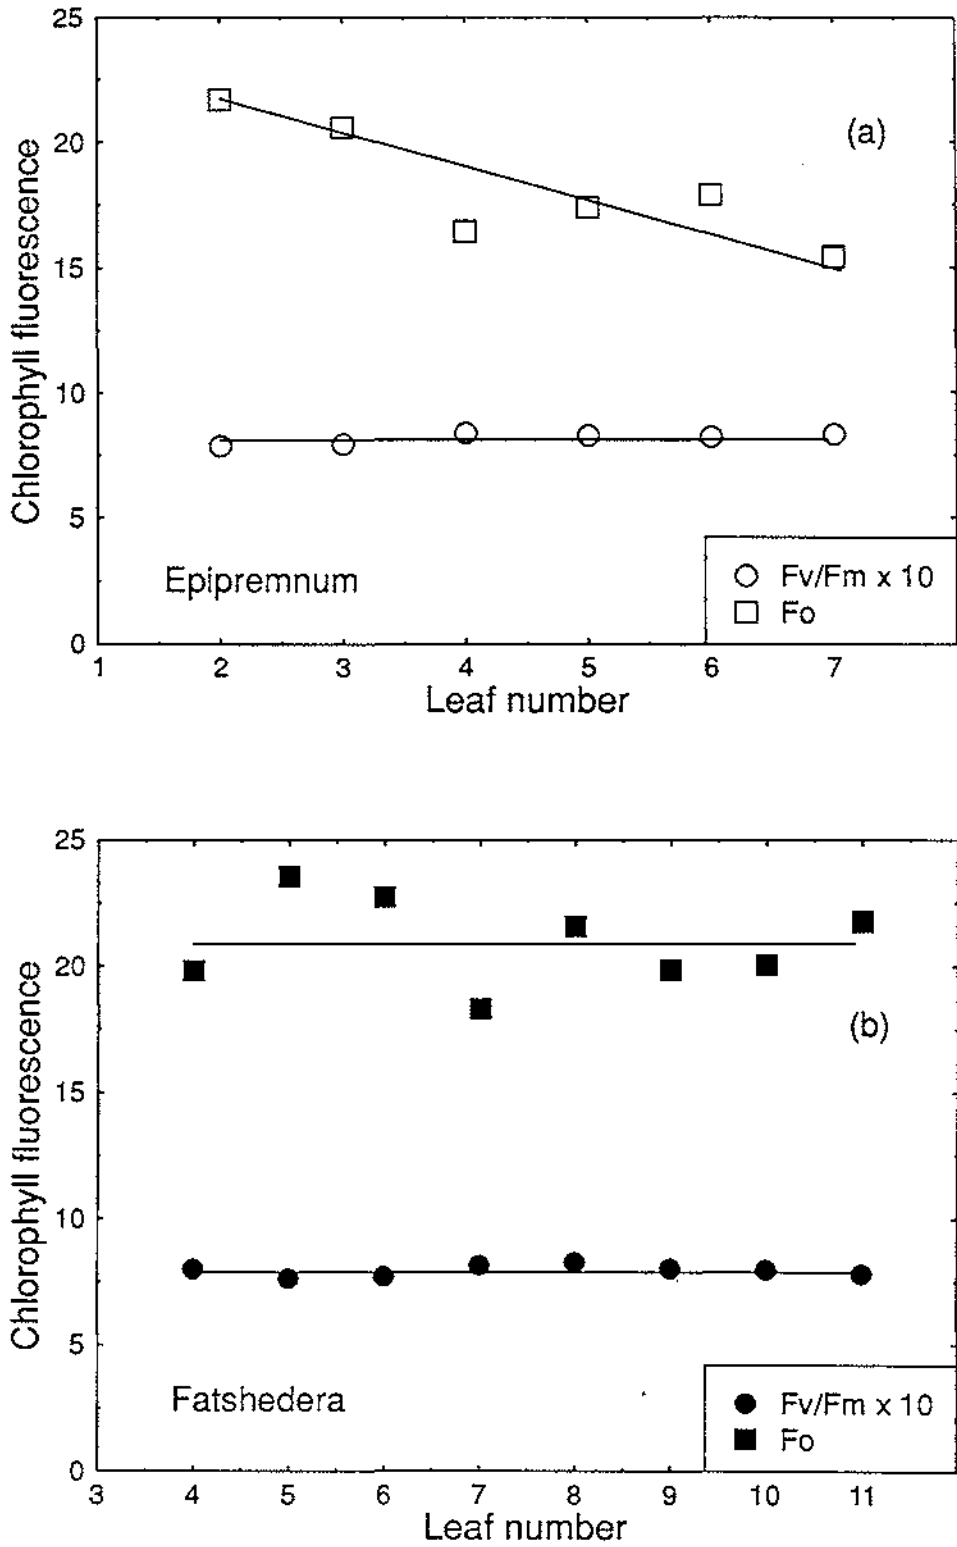 25
20
15
10
5
0
Chlorophyll fluorescence
(a)
Epipremnum
Fv/Fm x 10
Fo
1 2 3 4 5 6 7
Leaf number
25
20
15
10
5
0
Chlorophyll fluorescence
(b)
Fatshedera
Fv/Fm x 10
Fo
3 4 5 6 7 8 9 10 11
Leaf number